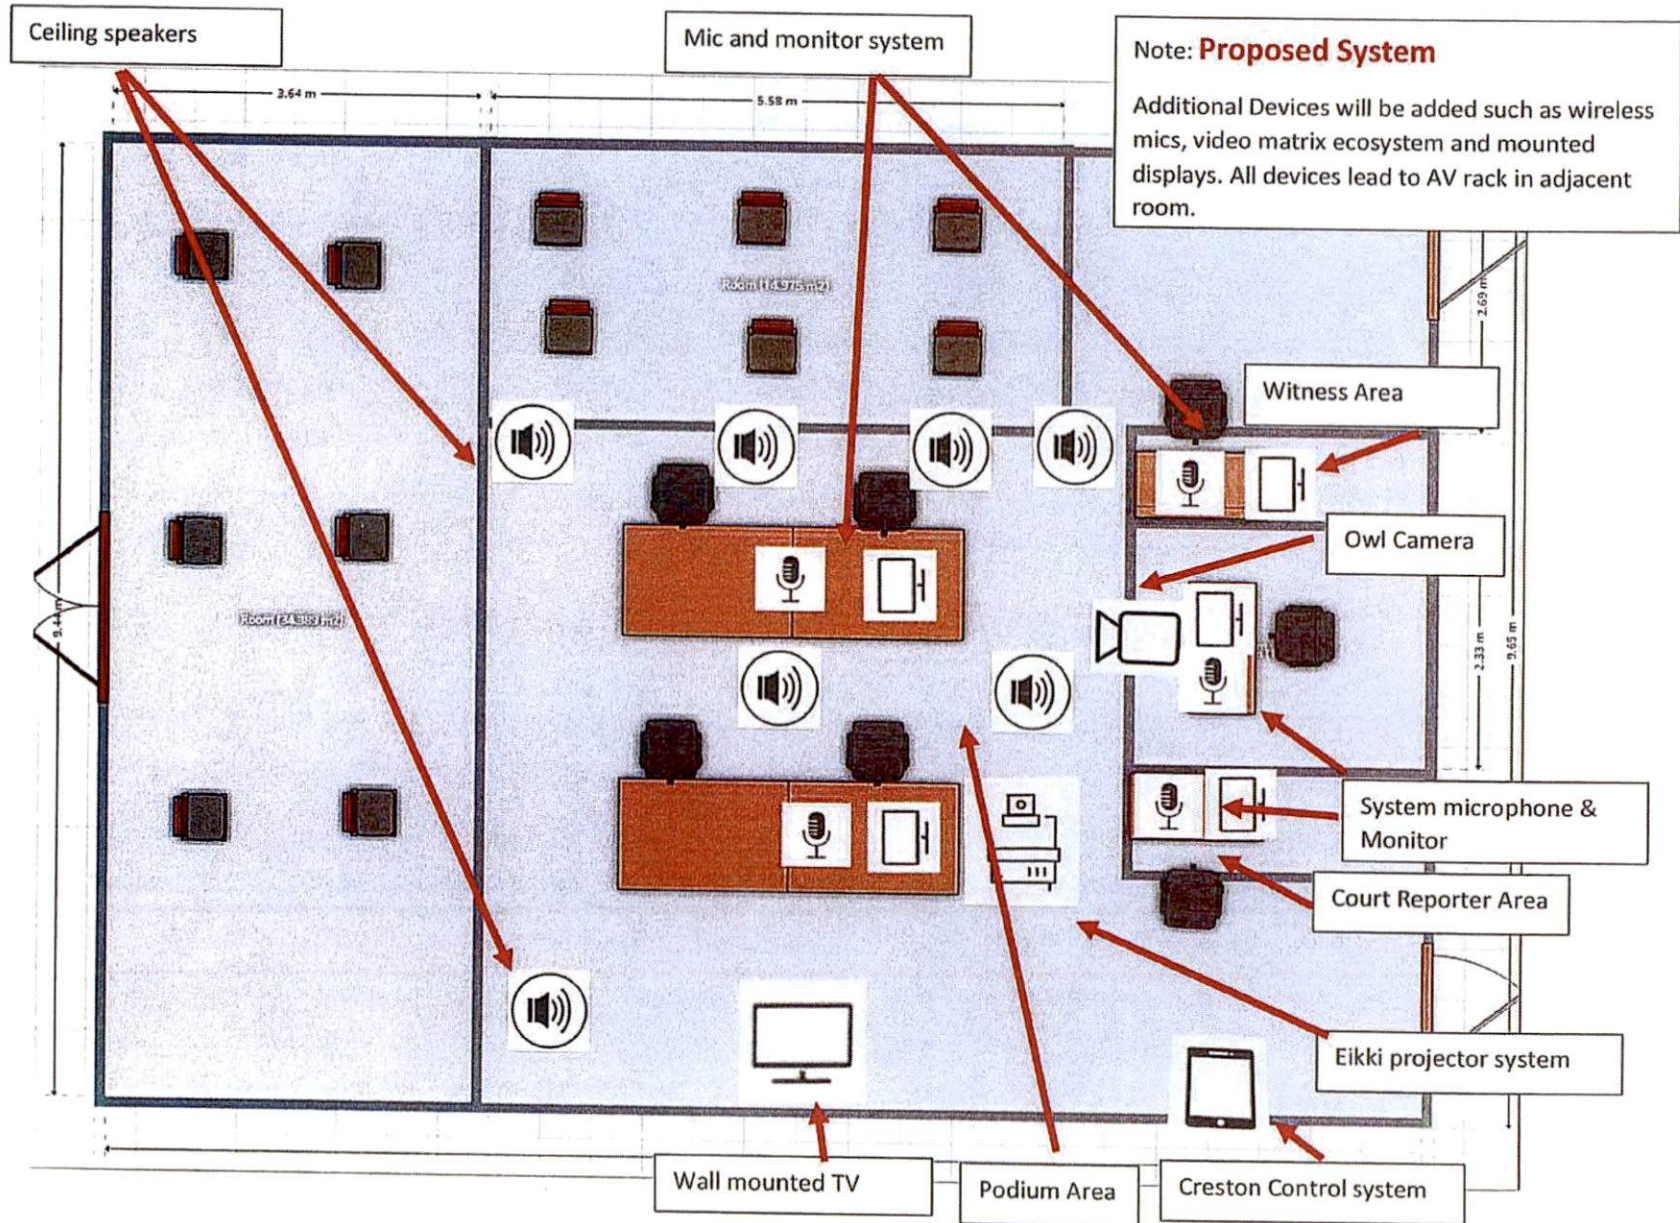 Ceiling speakers
Mic and monitor system
Note: Proposed System
Additional Devices will be added such as wireless
mics, video matrix ecosystem and mounted
displays. All devices lead to AV rack in adjacent
room.
3.64 m
5.58 m
Room (14.975 m2)
2.69 m
Witness Area
Owl Camera
Room (34.389 m2)
2.33 m
9.65 m
System microphone &
Monitor
Court Reporter Area
Eikki projector system
Wall mounted TV
Podium Area
Creston Control system